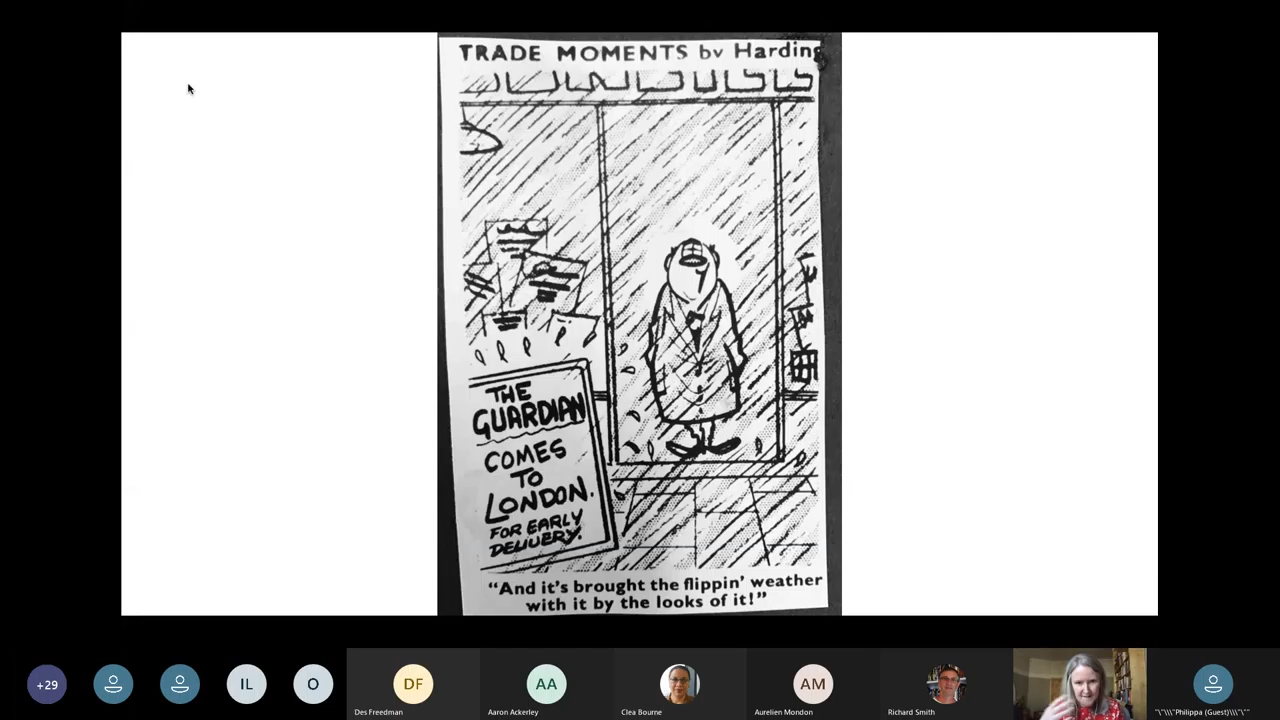 TRADE MOMENTS by Harding
THE
GUARDIAN
COMES
TO
LONDON.
FOR EARLY
DELIVERY.
“And it’s brought the flippin’ weather
with it by the looks of it!”
+29
IL
O
DF
Des Freedman
AA
Aaron Ackerley
Clea Bourne
AM
Aurelien Mondon
Richard Smith
"\"\\\"Philippa (Guest)\\\"\""